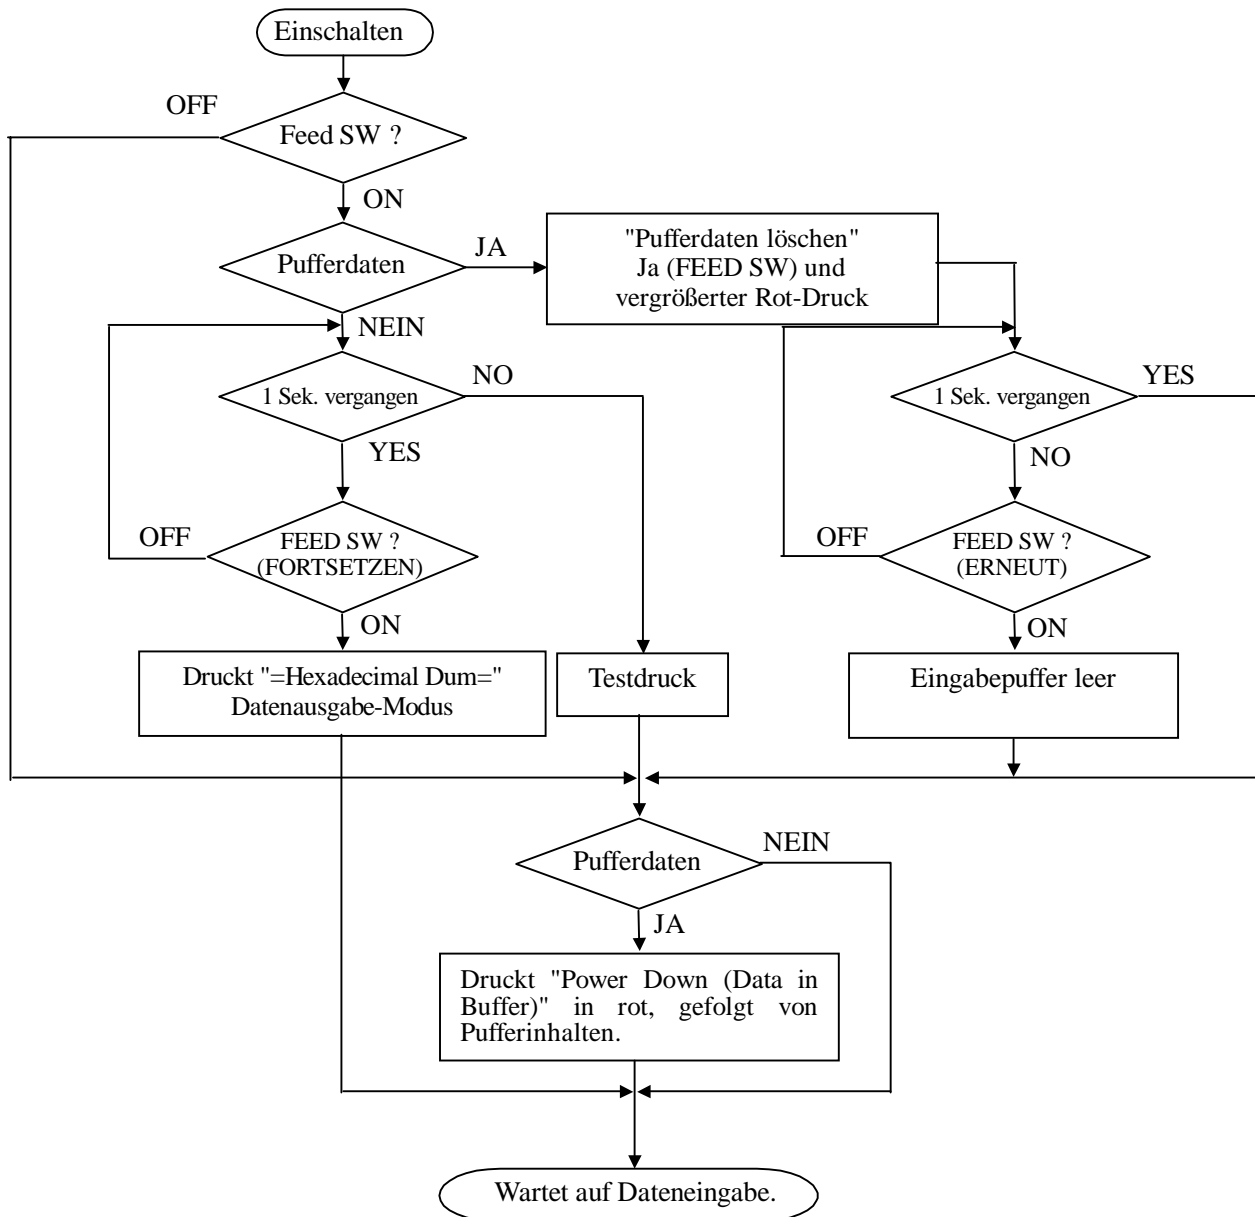 Einschalten
OFF
Feed SW ?
ON
Pufferdaten
JA
"Pufferdaten löschen"
Ja (FEED SW) und
vergrößerter Rot-Druck
NEIN
1 Sek. vergangen
NO
1 Sek. vergangen
YES
YES
NO
OFF
FEED SW ?
(FORTSETZEN)
OFF
FEED SW ?
(ERNEUT)
ON
ON
Druckt "=Hexadecimal Dum="
Datenausgabe-Modus
Testdruck
Eingabepuffer leer
Pufferdaten
NEIN
JA
Druckt "Power Down (Data in
Buffer)" in rot, gefolgt von
Pufferinhalten.
Wartet auf Dateneingabe.